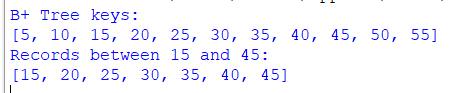 B+ Tree keys:
[5, 10, 15, 20, 25, 30, 35, 40, 45, 50, 55]
Records between 15 and 45:
[15, 20, 25, 30, 35, 40, 45]